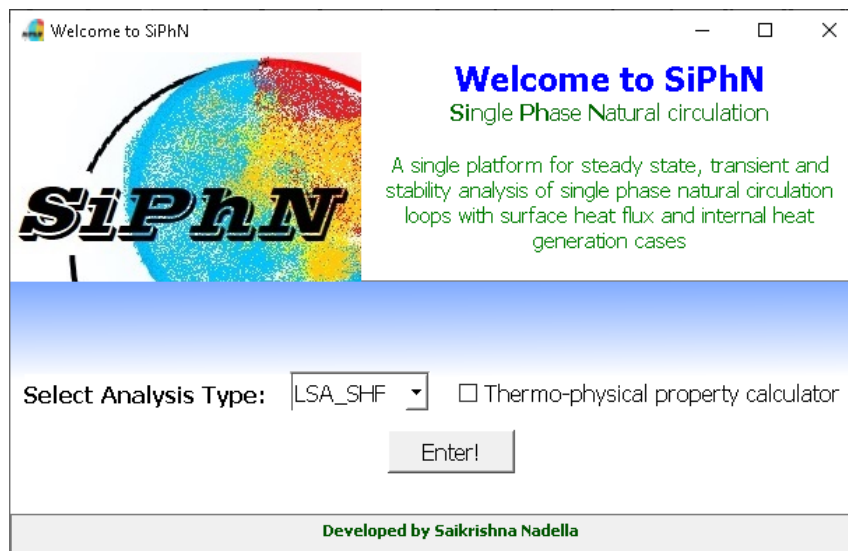 Welcome to SiPhN
SiPhN
Welcome to SiPhN
Single Phase Natural circulation
A single platform for steady state, transient and
stability analysis of single phase natural circulation
loops with surface heat flux and internal heat
generation cases
Select Analysis Type:
LSA_SHF
Thermo-physical property calculator
Enter!
Developed by Saikrishna Nadella